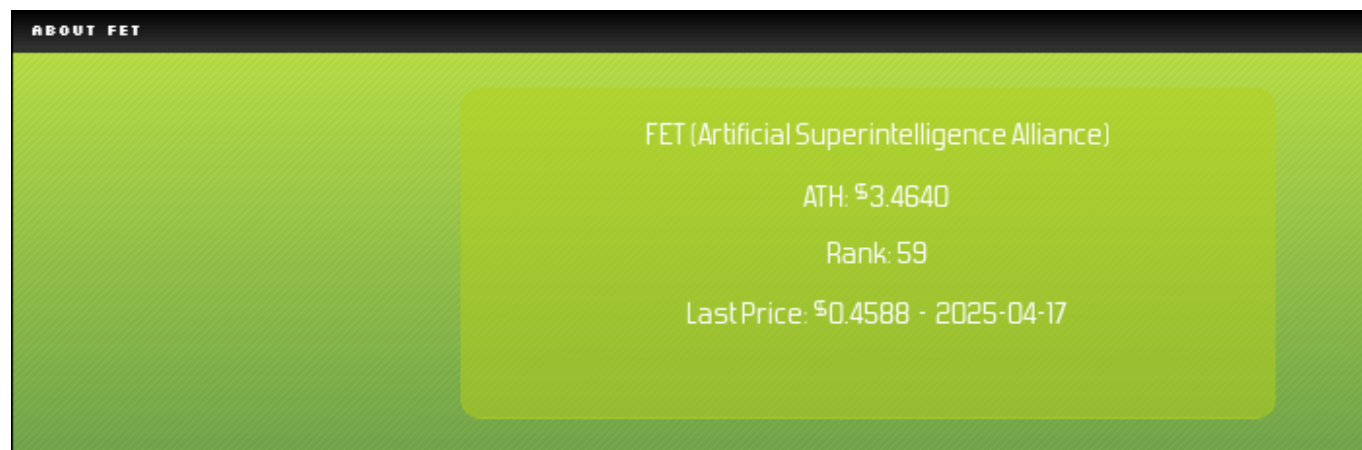 ABOUT FET
FET (Artificial Superintelligence Alliance)
ATH: $3.4640
Rank: 59
Last Price: $0.4588 - 2025-04-17